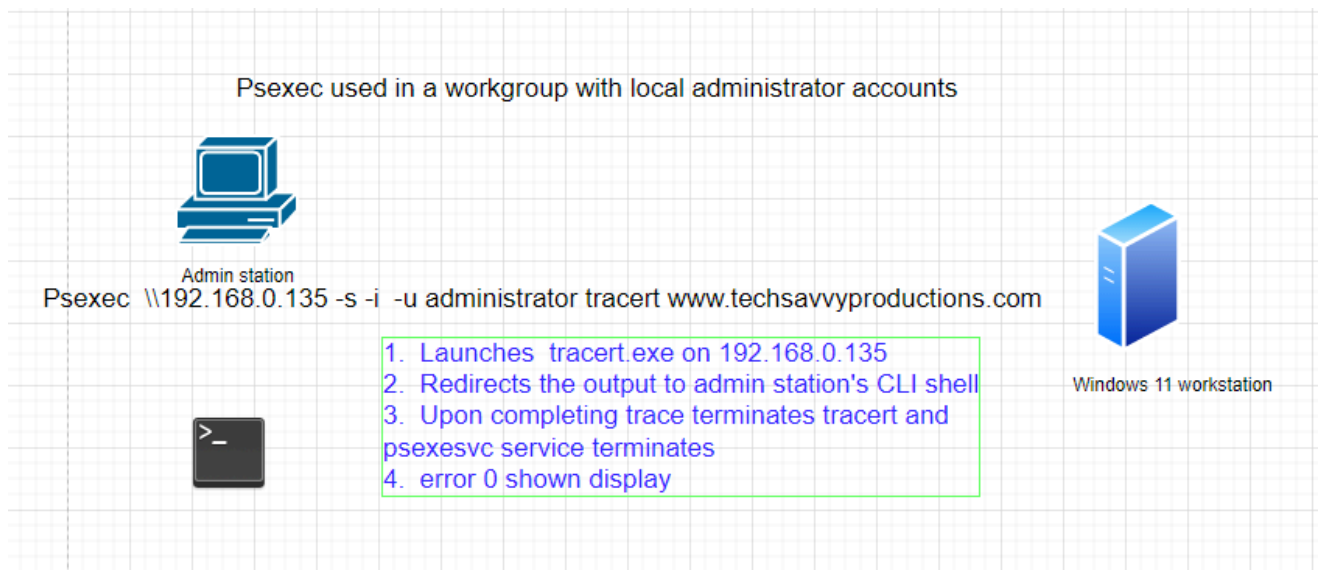 Psexec used in a workgroup with local administrator accounts
Admin station
Psexec \\192.168.0.135 -s -i -u administrator tracert www.techsavvyproductions.com
1. Launches tracert.exe on 192.168.0.135
2. Redirects the output to admin station's CLI shell
3. Upon completing trace terminates tracert and
psexesvc service terminates
4. error 0 shown display
Windows 11 workstation
>_